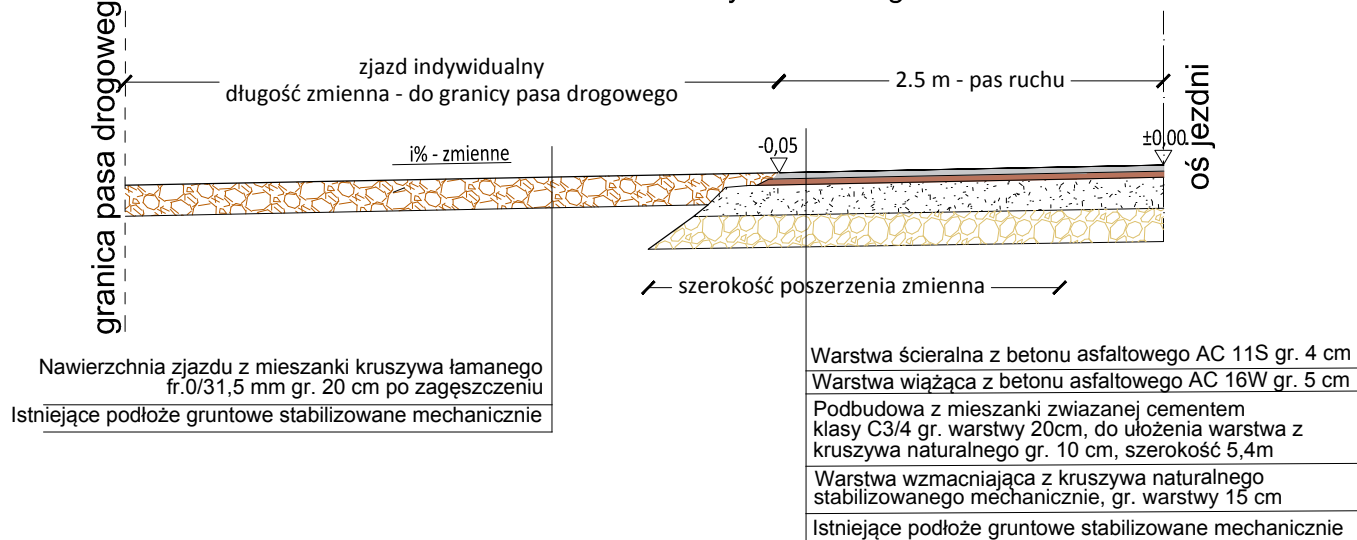 granica pasa drogoweg
zjazd indywidualny
długość zmienna - do granicy pasa drogowego
2.5 m - pas ruchu
oś jezdni
i% - zmienne
-0,05
±0,00
szerokość poszerzenia zmienna
Nawierzchnia zjazdu z mieszanki kruszywa łamanego
fr.0/31,5 mm gr. 20 cm po zagęszczeniu
Istniejące podłoże gruntowe stabilizowane mechanicznie
Warstwa ścieralna z betonu asfaltowego AC 11S gr. 4 cm
Warstwa wiążąca z betonu asfaltowego AC 16W gr. 5 cm
Podbudowa z mieszanki zwiazanej cementem
klasy C3/4 gr. warstwy 20cm, do ułożenia warstwa z
kruszywa naturalnego gr. 10 cm, szerokość 5,4m
Warstwa wzmacniająca z kruszywa naturalnego
stabilizowanego mechanicznie, gr. warstwy 15 cm
Istniejące podłoże gruntowe stabilizowane mechanicznie